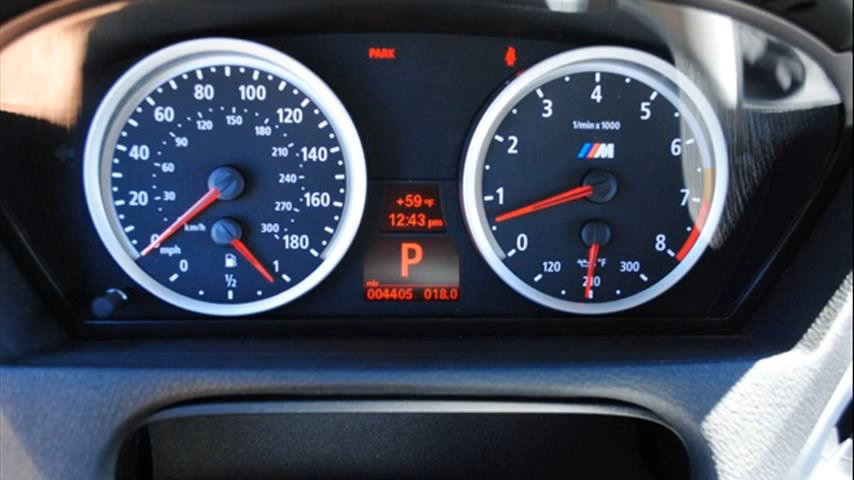 PARK
20 40 60 80 100 120 140 160 180
30 60 90 120 150 180 210 240 270 300
km/h
0 mph
0 1/2 1
+59 °F
12:43 pm
P
mls
004405 018.0
0 1 2 3 4 5 6 7 8
1/min x 1000
M
120 210 300
°F